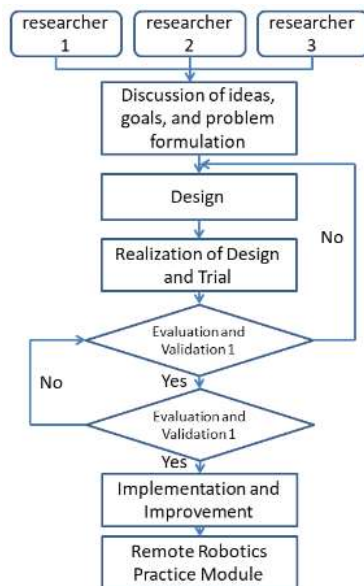 researcher
1
researcher
2
researcher
3
Discussion of ideas,
goals, and problem
formulation
Design
No
Realization of Design
and Trial
Evaluation and
Validation 1
Yes
No
Evaluation and
Validation 1
Yes
Implementation and
Improvement
Remote Robotics
Practice Module